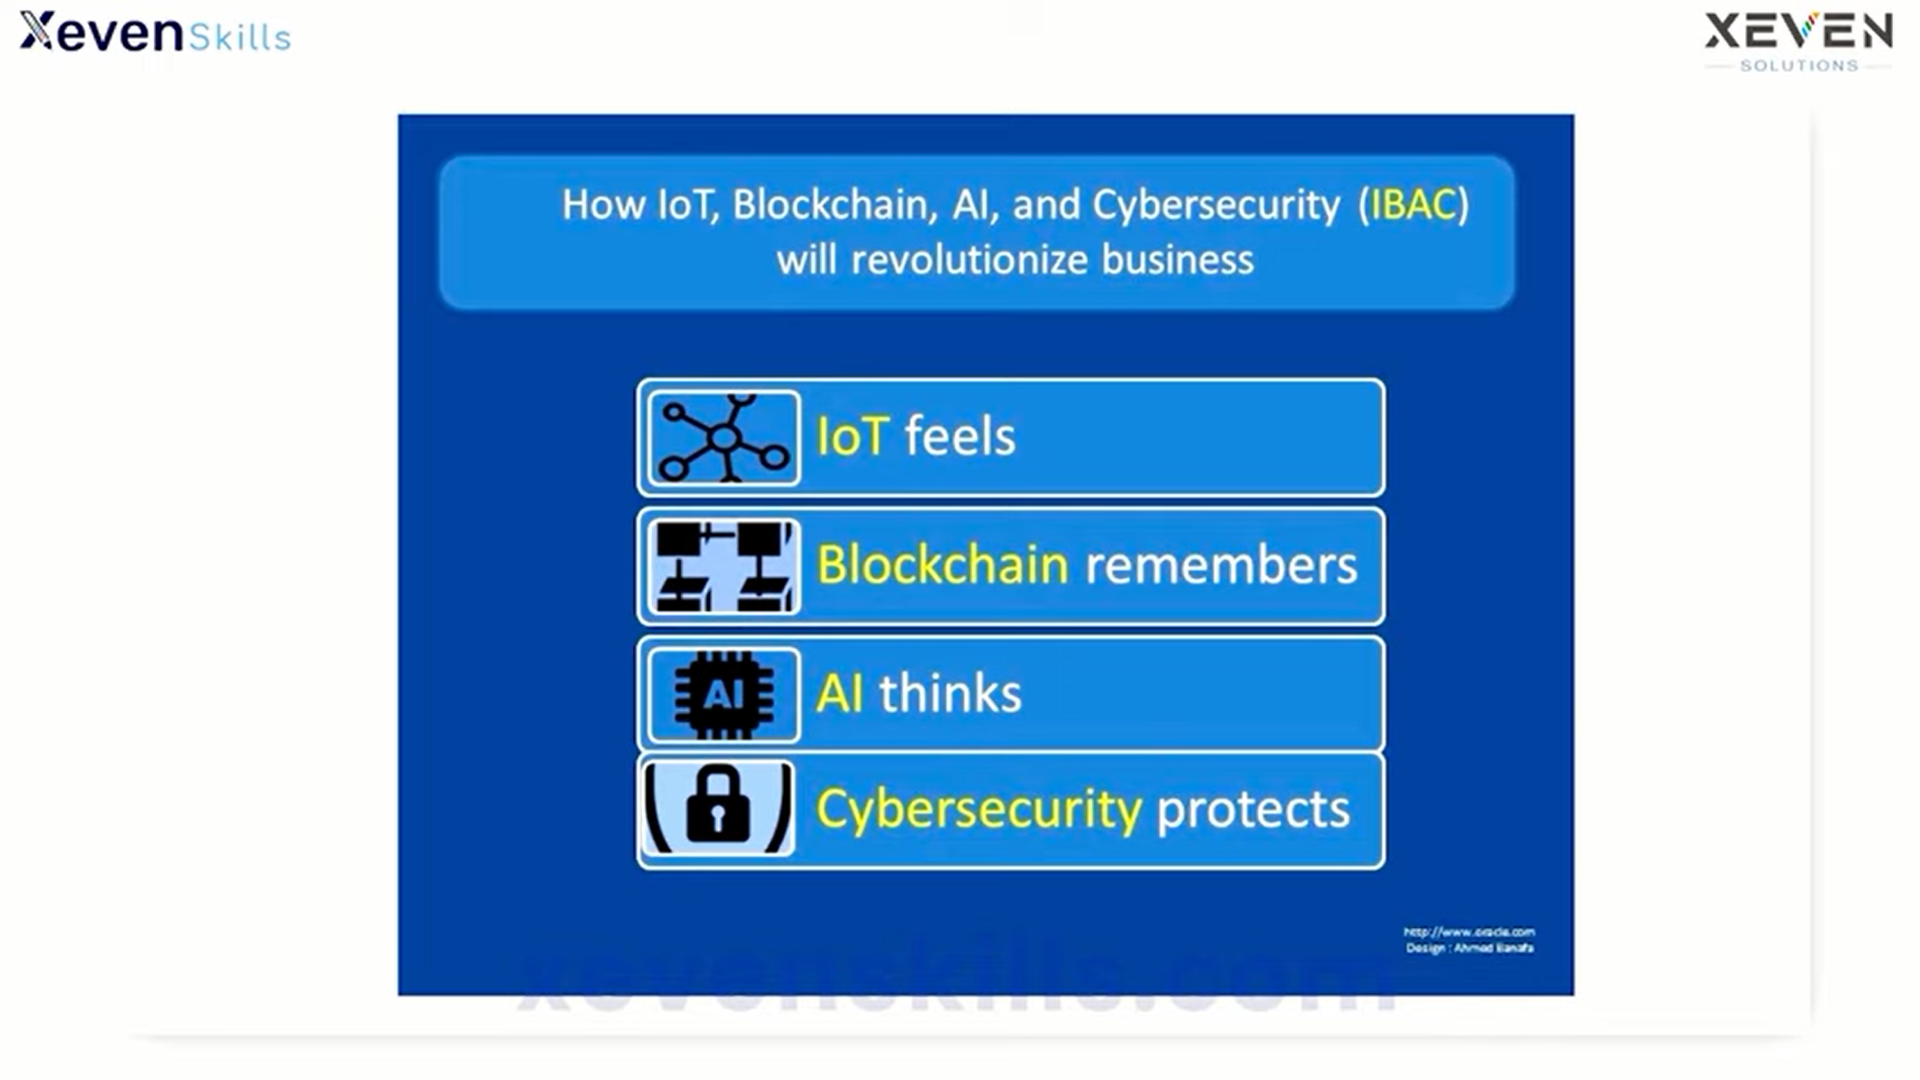 XevenSkills
XEVEN
SOLUTIONS
How IoT, Blockchain, AI, and Cybersecurity (IBAC)
will revolutionize business
IoT feels
Blockchain remembers
AI
AI thinks
Cybersecurity protects
http://www.oracle.com
Design : Ahmed Banafa
xevenskills.com